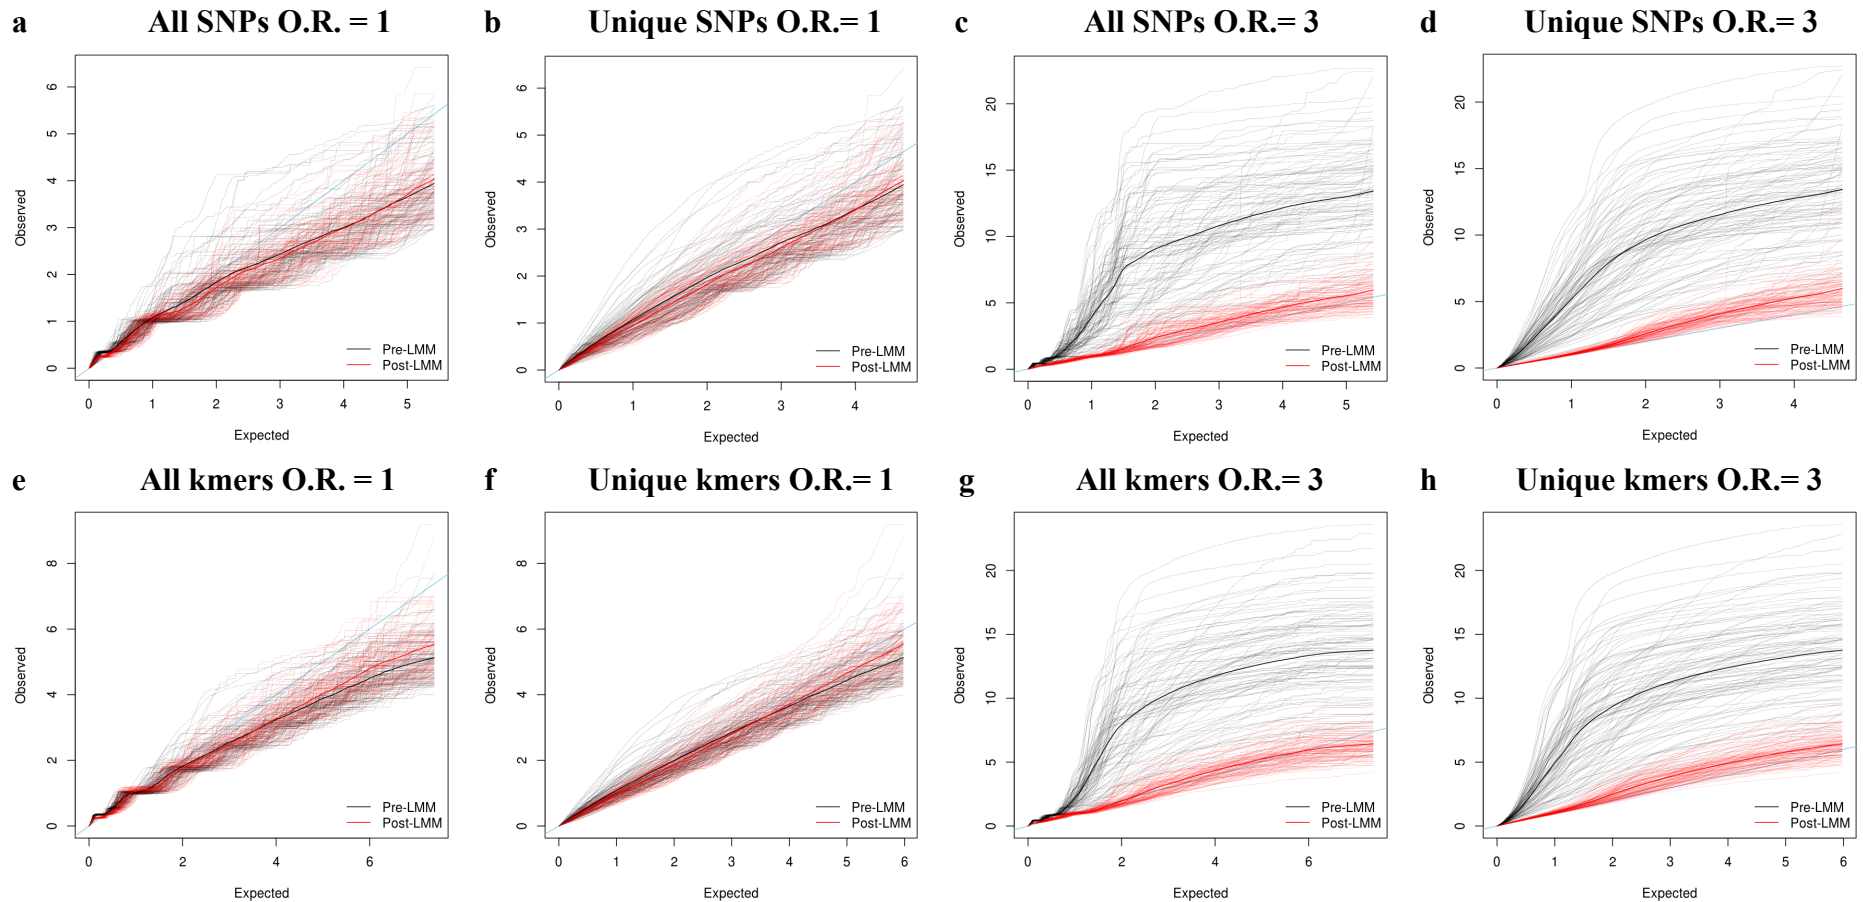 a All SNPs O.R. = 1
6
5
4
3
2
1
0
Observed
0 1 2 3 4 5
Expected
Pre-LMM
Post-LMM
b Unique SNPs O.R.= 1
6
5
4
3
2
1
0
Observed
0 1 2 3 4
Expected
Pre-LMM
Post-LMM
c All SNPs O.R.= 3
20
15
10
5
0
Observed
0 1 2 3 4 5
Expected
Pre-LMM
Post-LMM
d Unique SNPs O.R.= 3
20
15
10
5
0
Observed
0 1 2 3 4
Expected
Pre-LMM
Post-LMM
e All kmers O.R. = 1
8
6
4
2
0
Observed
0 2 4 6
Expected
Pre-LMM
Post-LMM
f Unique kmers O.R.= 1
8
6
4
2
0
Observed
0 1 2 3 4 5 6
Expected
Pre-LMM
Post-LMM
g All kmers O.R.= 3
20
15
10
5
0
Observed
0 2 4 6
Expected
Pre-LMM
Post-LMM
h Unique kmers O.R.= 3
20
15
10
5
0
Observed
0 1 2 3 4 5 6
Expected
Pre-LMM
Post-LMM